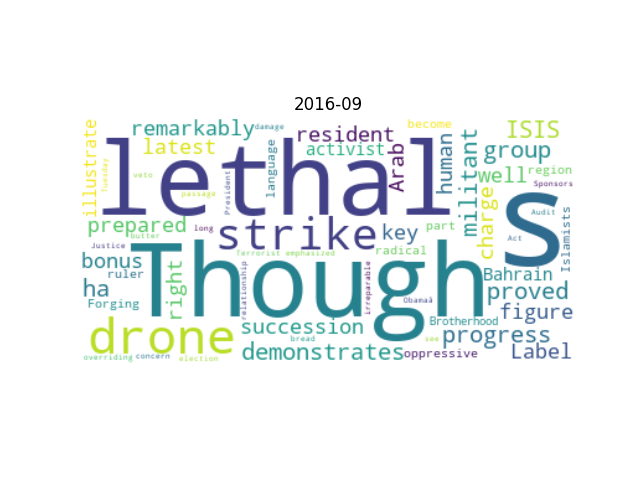 2016-09
illustrate
Tuesday
remarkably
damage
latest
veto
passage
lethal
language
President
resident
activist
Arab
become
human
militant
ISIS
group
well
region
Sponsors
charge
s
Audit
Act
Islamists
prepared
butter
long
Justice
bonus
ruler
ha
Forging
right
Though
strike
key
part
radical
Terrorist emphasized
relationship
irreparable
Obamaâ
Bahrain
proved
figure
Brotherhood
progress
see
Label
drone
succession
bread
demonstrates
oppressive
overriding
concern
election